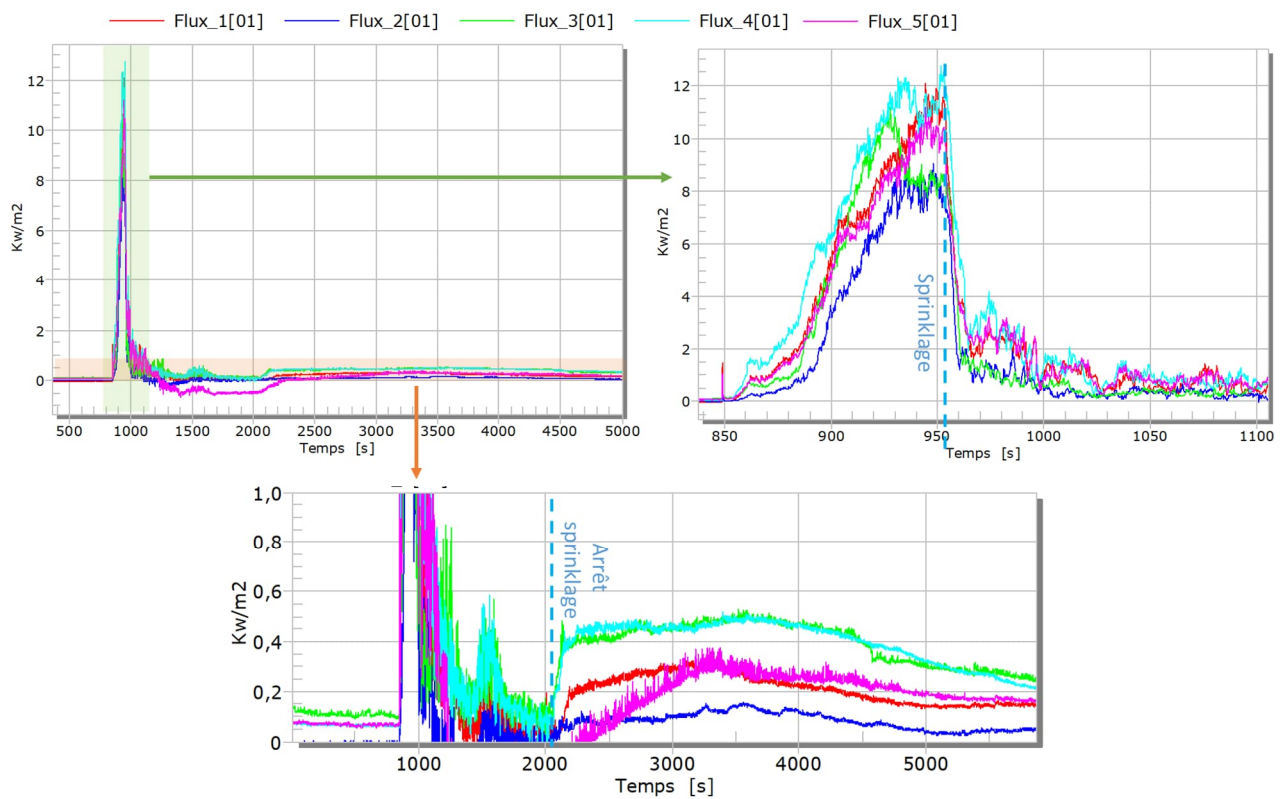 Flux_1[01] Flux_2[01] Flux_3[01] Flux_4[01] Flux_5[01]
Kw/m2
12
10
8
6
4
2
0
500 1000 1500 2000 2500 3000 3500 4000 4500 5000
Temps [s]
Kw/m2
12
10
8
6
4
2
0
Sprinklage
850 900 950 1000 1050 1100
Temps [s]
Kw/m2
1,0
0,8
0,6
0,4
0,2
0
Arrêt
sprinklage
1000 2000 3000 4000 5000
Temps [s]